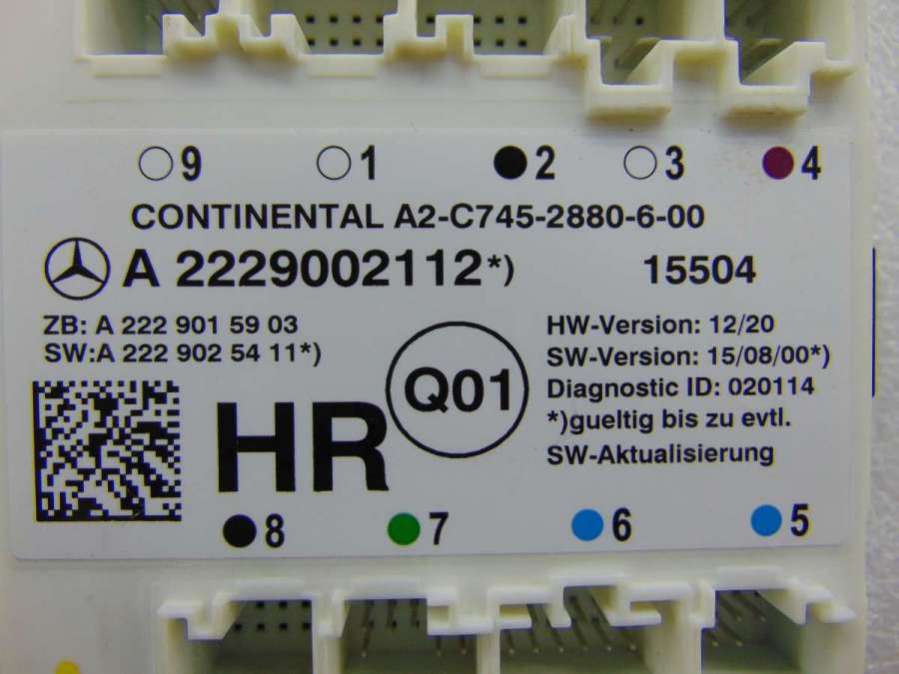 9 1 2 3 4
CONTINENTAL A2-C745-2880-6-00
A 2229002112*) 15504
ZB: A 222 901 59 03
SW:A 222 902 54 11*)
HW-Version: 12/20
SW-Version: 15/08/00*)
Diagnostic ID: 020114
*)gueltig bis zu evtl.
SW-Aktualisierung
HR
Q01
8 7 6 5